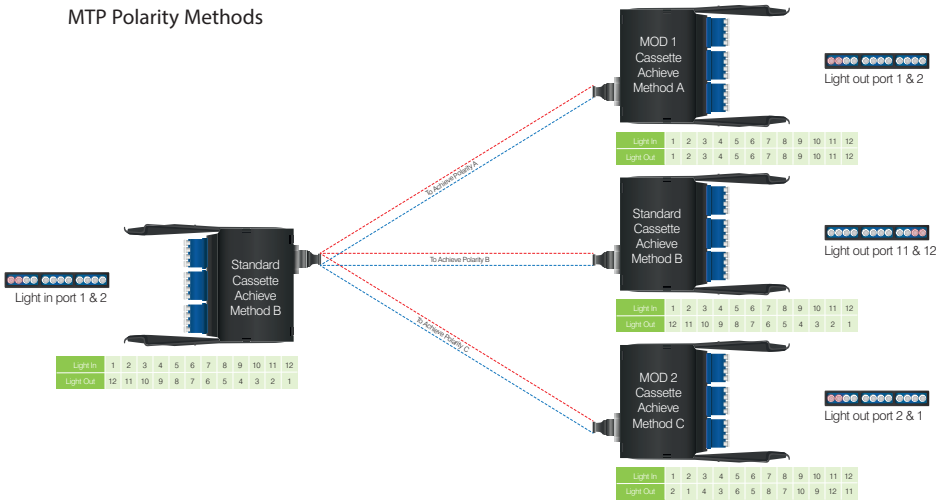 MTP Polarity Methods
MOD 1
Cassette
Achieve
Method A
Light out port 1 & 2
Light In 1 2 3 4 5 6 7 8 9 10 11 12
Light Out 1 2 3 4 5 6 7 8 9 10 11 12
To Achieve Polarity A
Standard
Cassette
Achieve
Method B
Light in port 1 & 2
Light In 1 2 3 4 5 6 7 8 9 10 11 12
Light Out 12 11 10 9 8 7 6 5 4 3 2 1
To Achieve Polarity B
Standard
Cassette
Achieve
Method B
Light out port 11 & 12
Light In 1 2 3 4 5 6 7 8 9 10 11 12
Light Out 12 11 10 9 8 7 6 5 4 3 2 1
To Achieve Polarity C
MOD 2
Cassette
Achieve
Method C
Light out port 2 & 1
Light In 1 2 3 4 5 6 7 8 9 10 11 12
Light Out 2 1 4 3 6 5 8 7 10 9 12 11